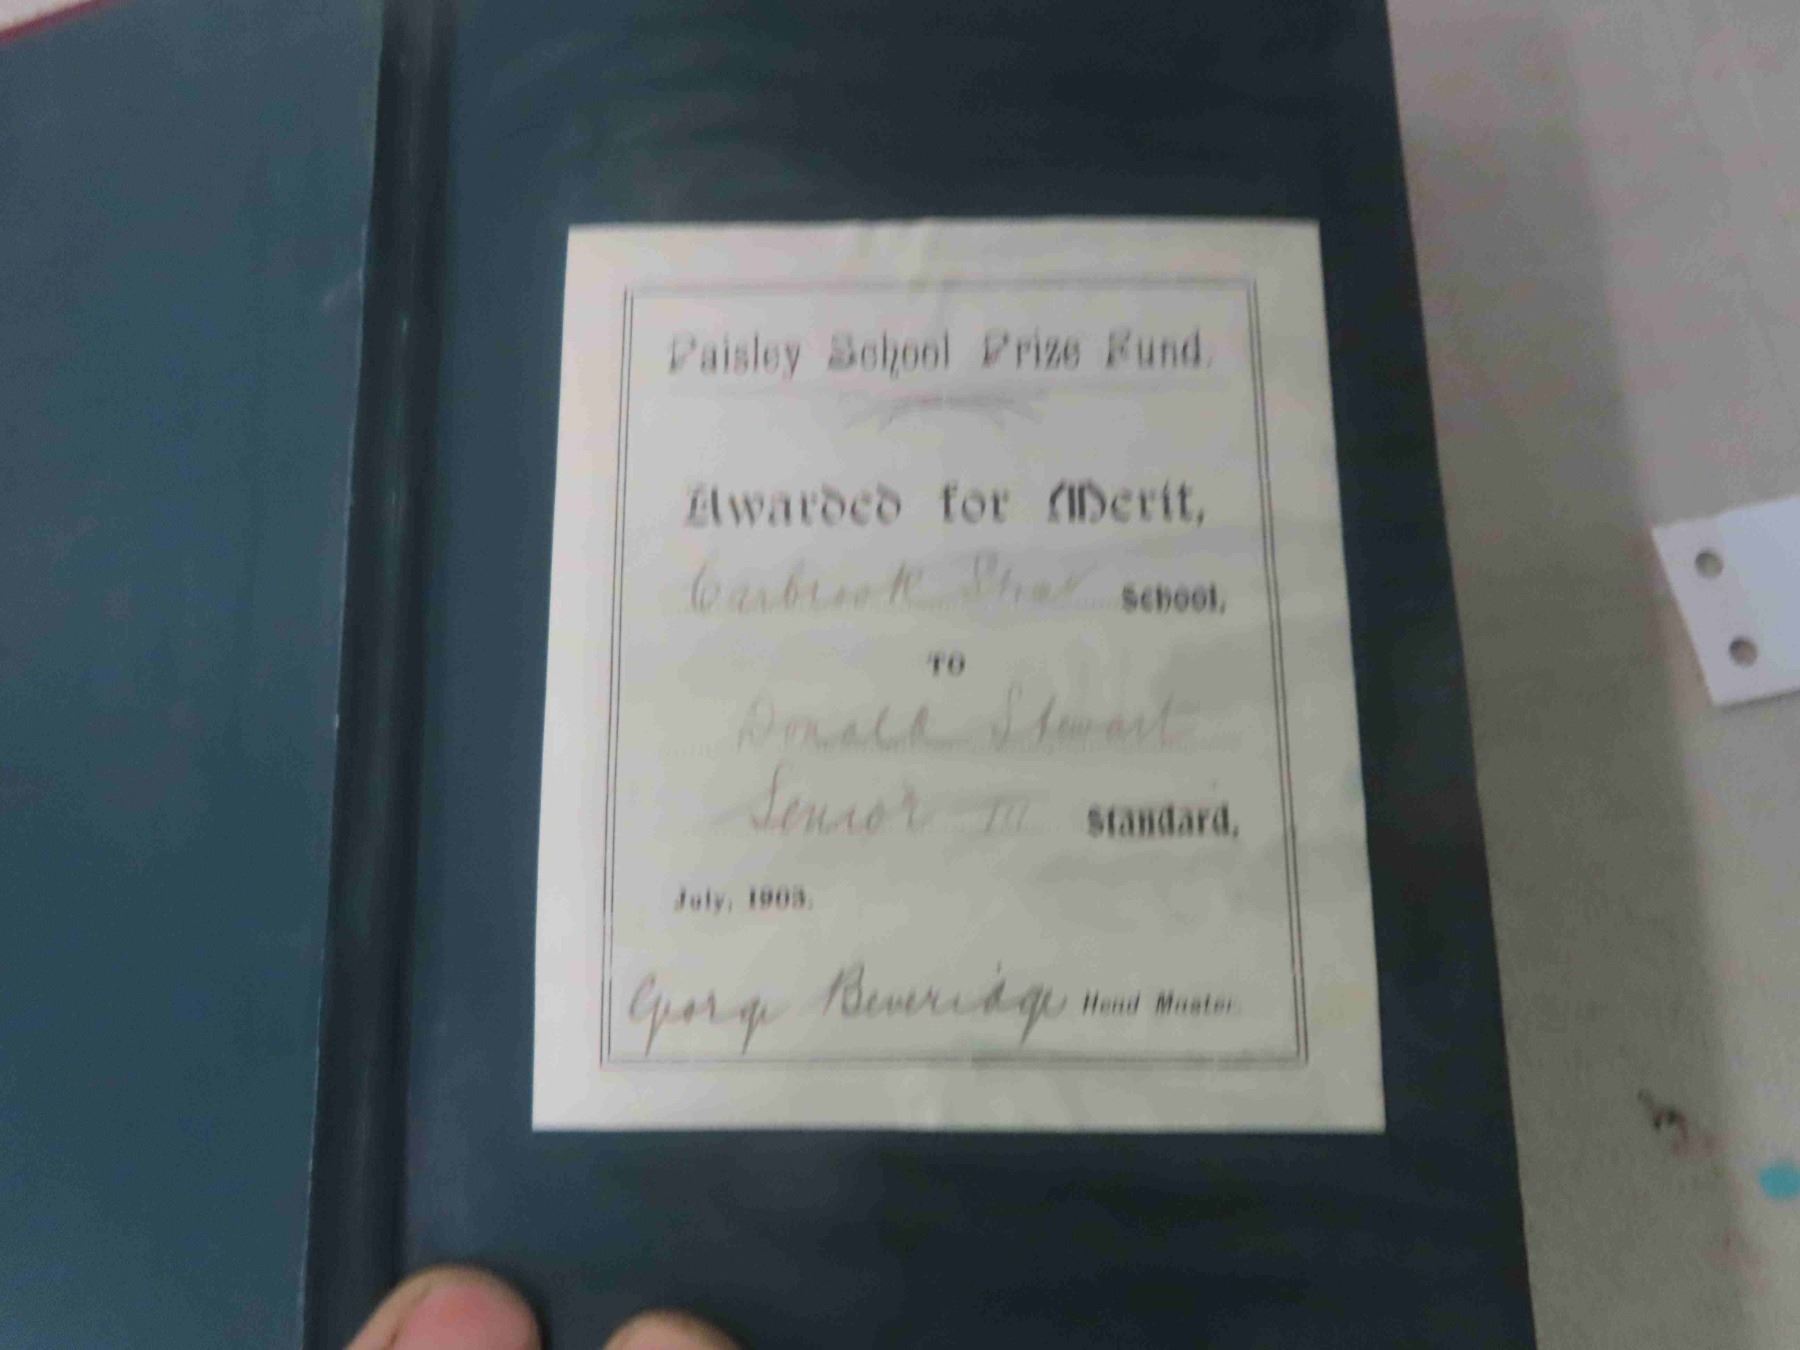 Paisley School Prize Fund.
Awarded for Merit,
Carbrook Street School,
TO
Donald Stewart
Senior III Standard,
July, 1903.
George Beveridge Head Master.